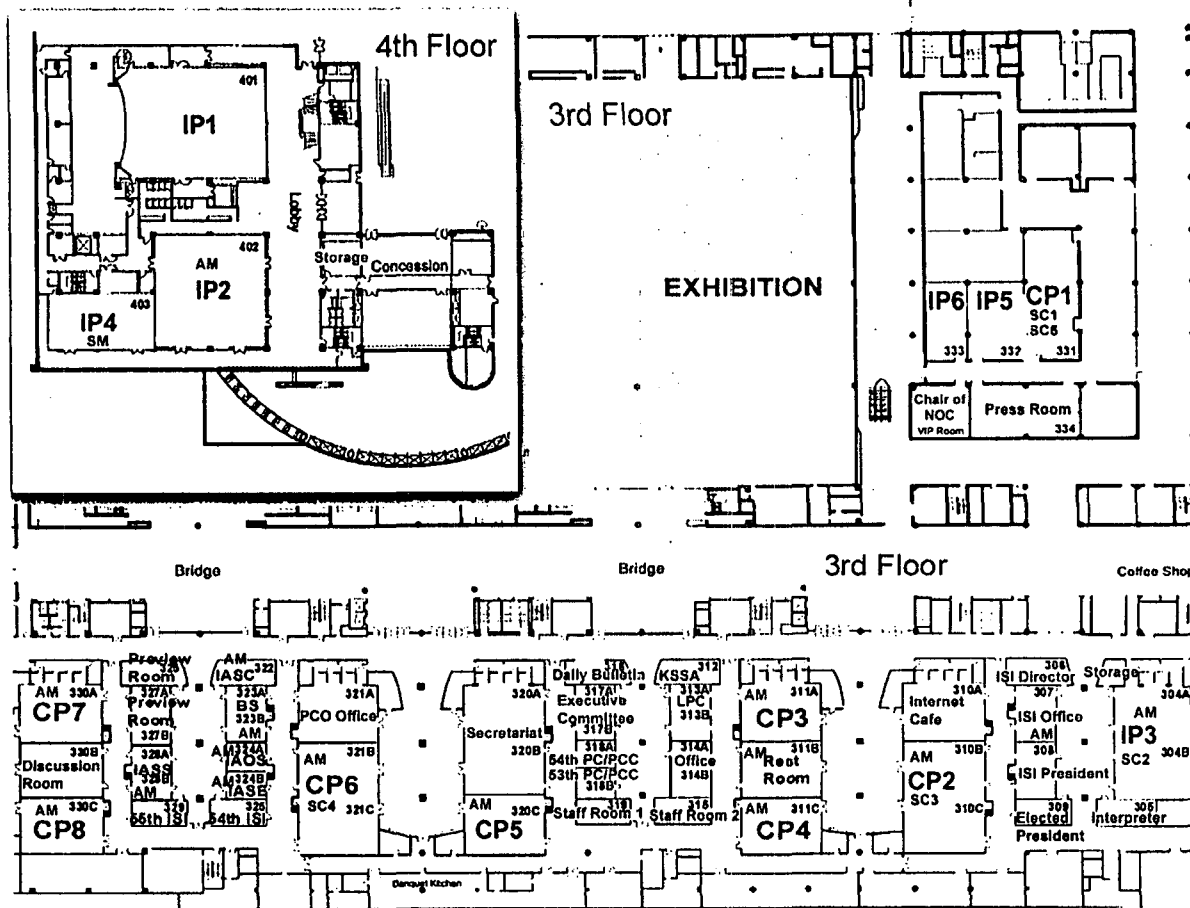 4th Floor
401
IP1
Lobby
402
AM
IP2
Storage
Concession
403
IP4
SM
3rd Floor
EXHIBITION
IP6
333
IP5
332
CP1
SC1
SC5
331
Chair of
NOC
VIP Room
Press Room
334
3rd Floor
Bridge
Bridge
Coffee Shop
AM
330A
CP7
330B
Discussion
Room
AM
330C
CP8
Preview
Room
327A
Preview
Room
327B
328A
IASS
328B
AM
329
55th ISI
AM
322
IASC
323A
BS
323B
AM
AM
324A
IAOS
AM
324B
IASE
325
54th ISI
321A
PCO Office
321B
AM
CP6
SC4
321C
Banquet Kitchen
320A
Secretariat
320B
AM
320C
CP5
Daily Bulletin
317A
Executive
Committee
317B
318A
54th PC/PCC
53th PC/PCC
318B
319
Staff Room 1
312
KSSA
313A
LPC
313B
314A
Office
314B
315
Staff Room 2
311A
AM
CP3
311B
AM
Rest
Room
AM
311C
CP4
310A
Internet
Cafe
310B
AM
CP2
SC3
310C
306
ISI Director
307
ISI Office
AM
308
ISI President
309
Elected
President
Storage
304A
AM
IP3
SC2
304B
305
Interpreter